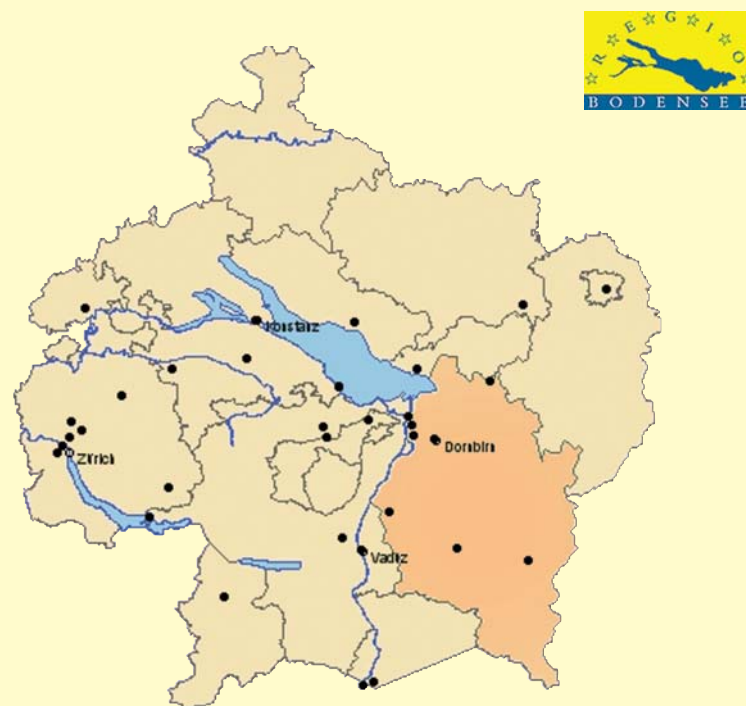 REGIO
BODENSEE
Konstanz
Dornbirn
Zürich
Vaduz